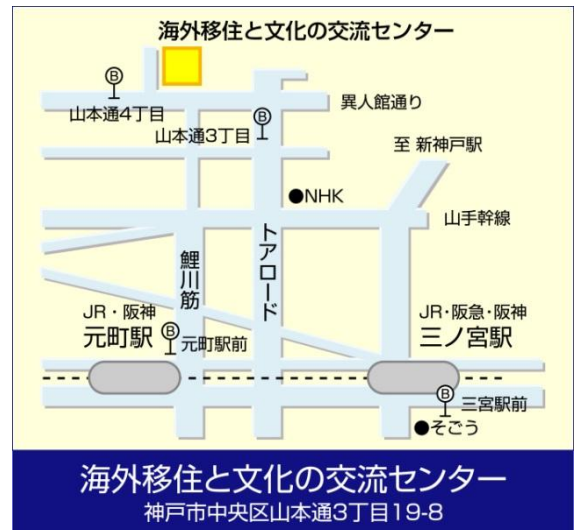 海外移住と文化の交流センター
Ⓑ
山本通4丁目
Ⓑ
山本通3丁目
異人館通り
至 新神戸駅
●NHK
山手幹線
鯉川筋
トアロード
JR・阪神
元町駅
Ⓑ
元町駅前
JR・阪急・阪神
三ノ宮駅
Ⓑ
三宮駅前
●そごう
海外移住と文化の交流センター
神戸市中央区山本通3丁目19-8